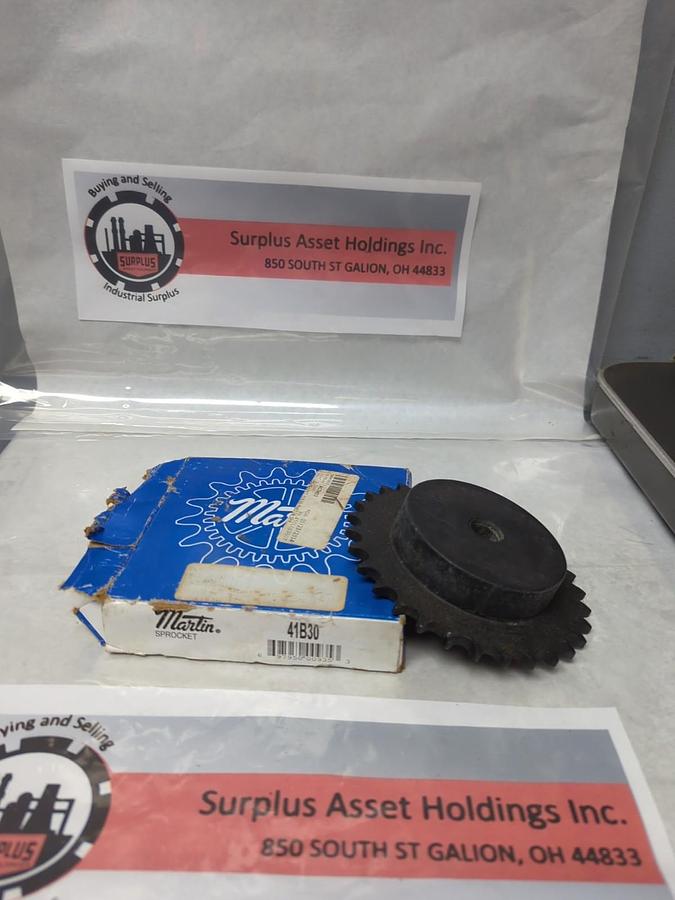 Buying and Selling
SURPLUS
Industrial Surplus
Surplus Asset Holdings Inc.
850 SOUTH ST GALION, OH 44833
Martin
SPROCKET
41B30
ying and Selling
PLUS
Surplus Asset Holdings Inc.
850 SOUTH ST GALION, OH 44833